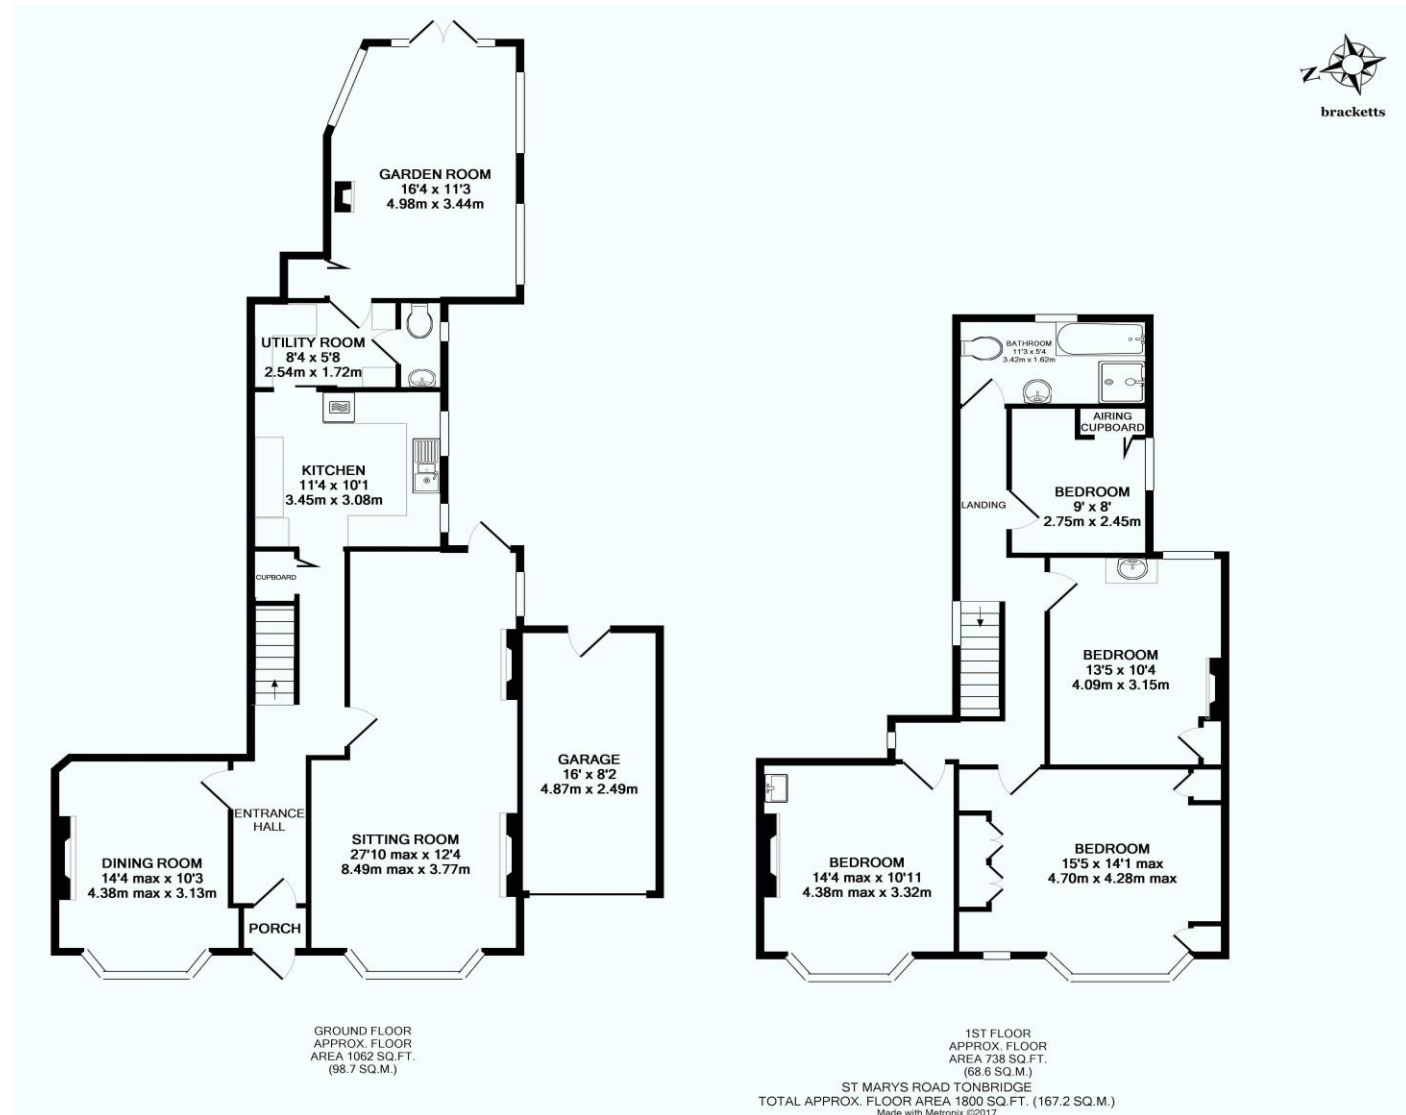 N
bracketts
GARDEN ROOM
16'4 x 11'3
4.98m x 3.44m
UTILITY ROOM
8'4 x 5'8
2.54m x 1.72m
KITCHEN
11'4 x 10'1
3.45m x 3.08m
CUPBOARD
GARAGE
16' x 8'2
4.87m x 2.49m
ENTRANCE
HALL
SITTING ROOM
27'10 max x 12'4
8.49m max x 3.77m
DINING ROOM
14'4 max x 10'3
4.38m max x 3.13m
PORCH
GROUND FLOOR
APPROX. FLOOR
AREA 1062 SQ.FT.
(98.7 SQ.M.)
BATHROOM
11'3 x 5'4
3.42m x 1.62m
AIRING
CUPBOARD
BEDROOM
9' x 8'
2.75m x 2.45m
LANDING
BEDROOM
13'5 x 10'4
4.09m x 3.15m
BEDROOM
14'4 max x 10'11
4.38m max x 3.32m
BEDROOM
15'5 x 14'1 max
4.70m x 4.28m max
1ST FLOOR
APPROX. FLOOR
AREA 738 SQ.FT.
(68.6 SQ.M.)
ST MARYS ROAD TONBRIDGE
TOTAL APPROX. FLOOR AREA 1800 SQ.FT. (167.2 SQ.M.)
Made with Metropix ©2017